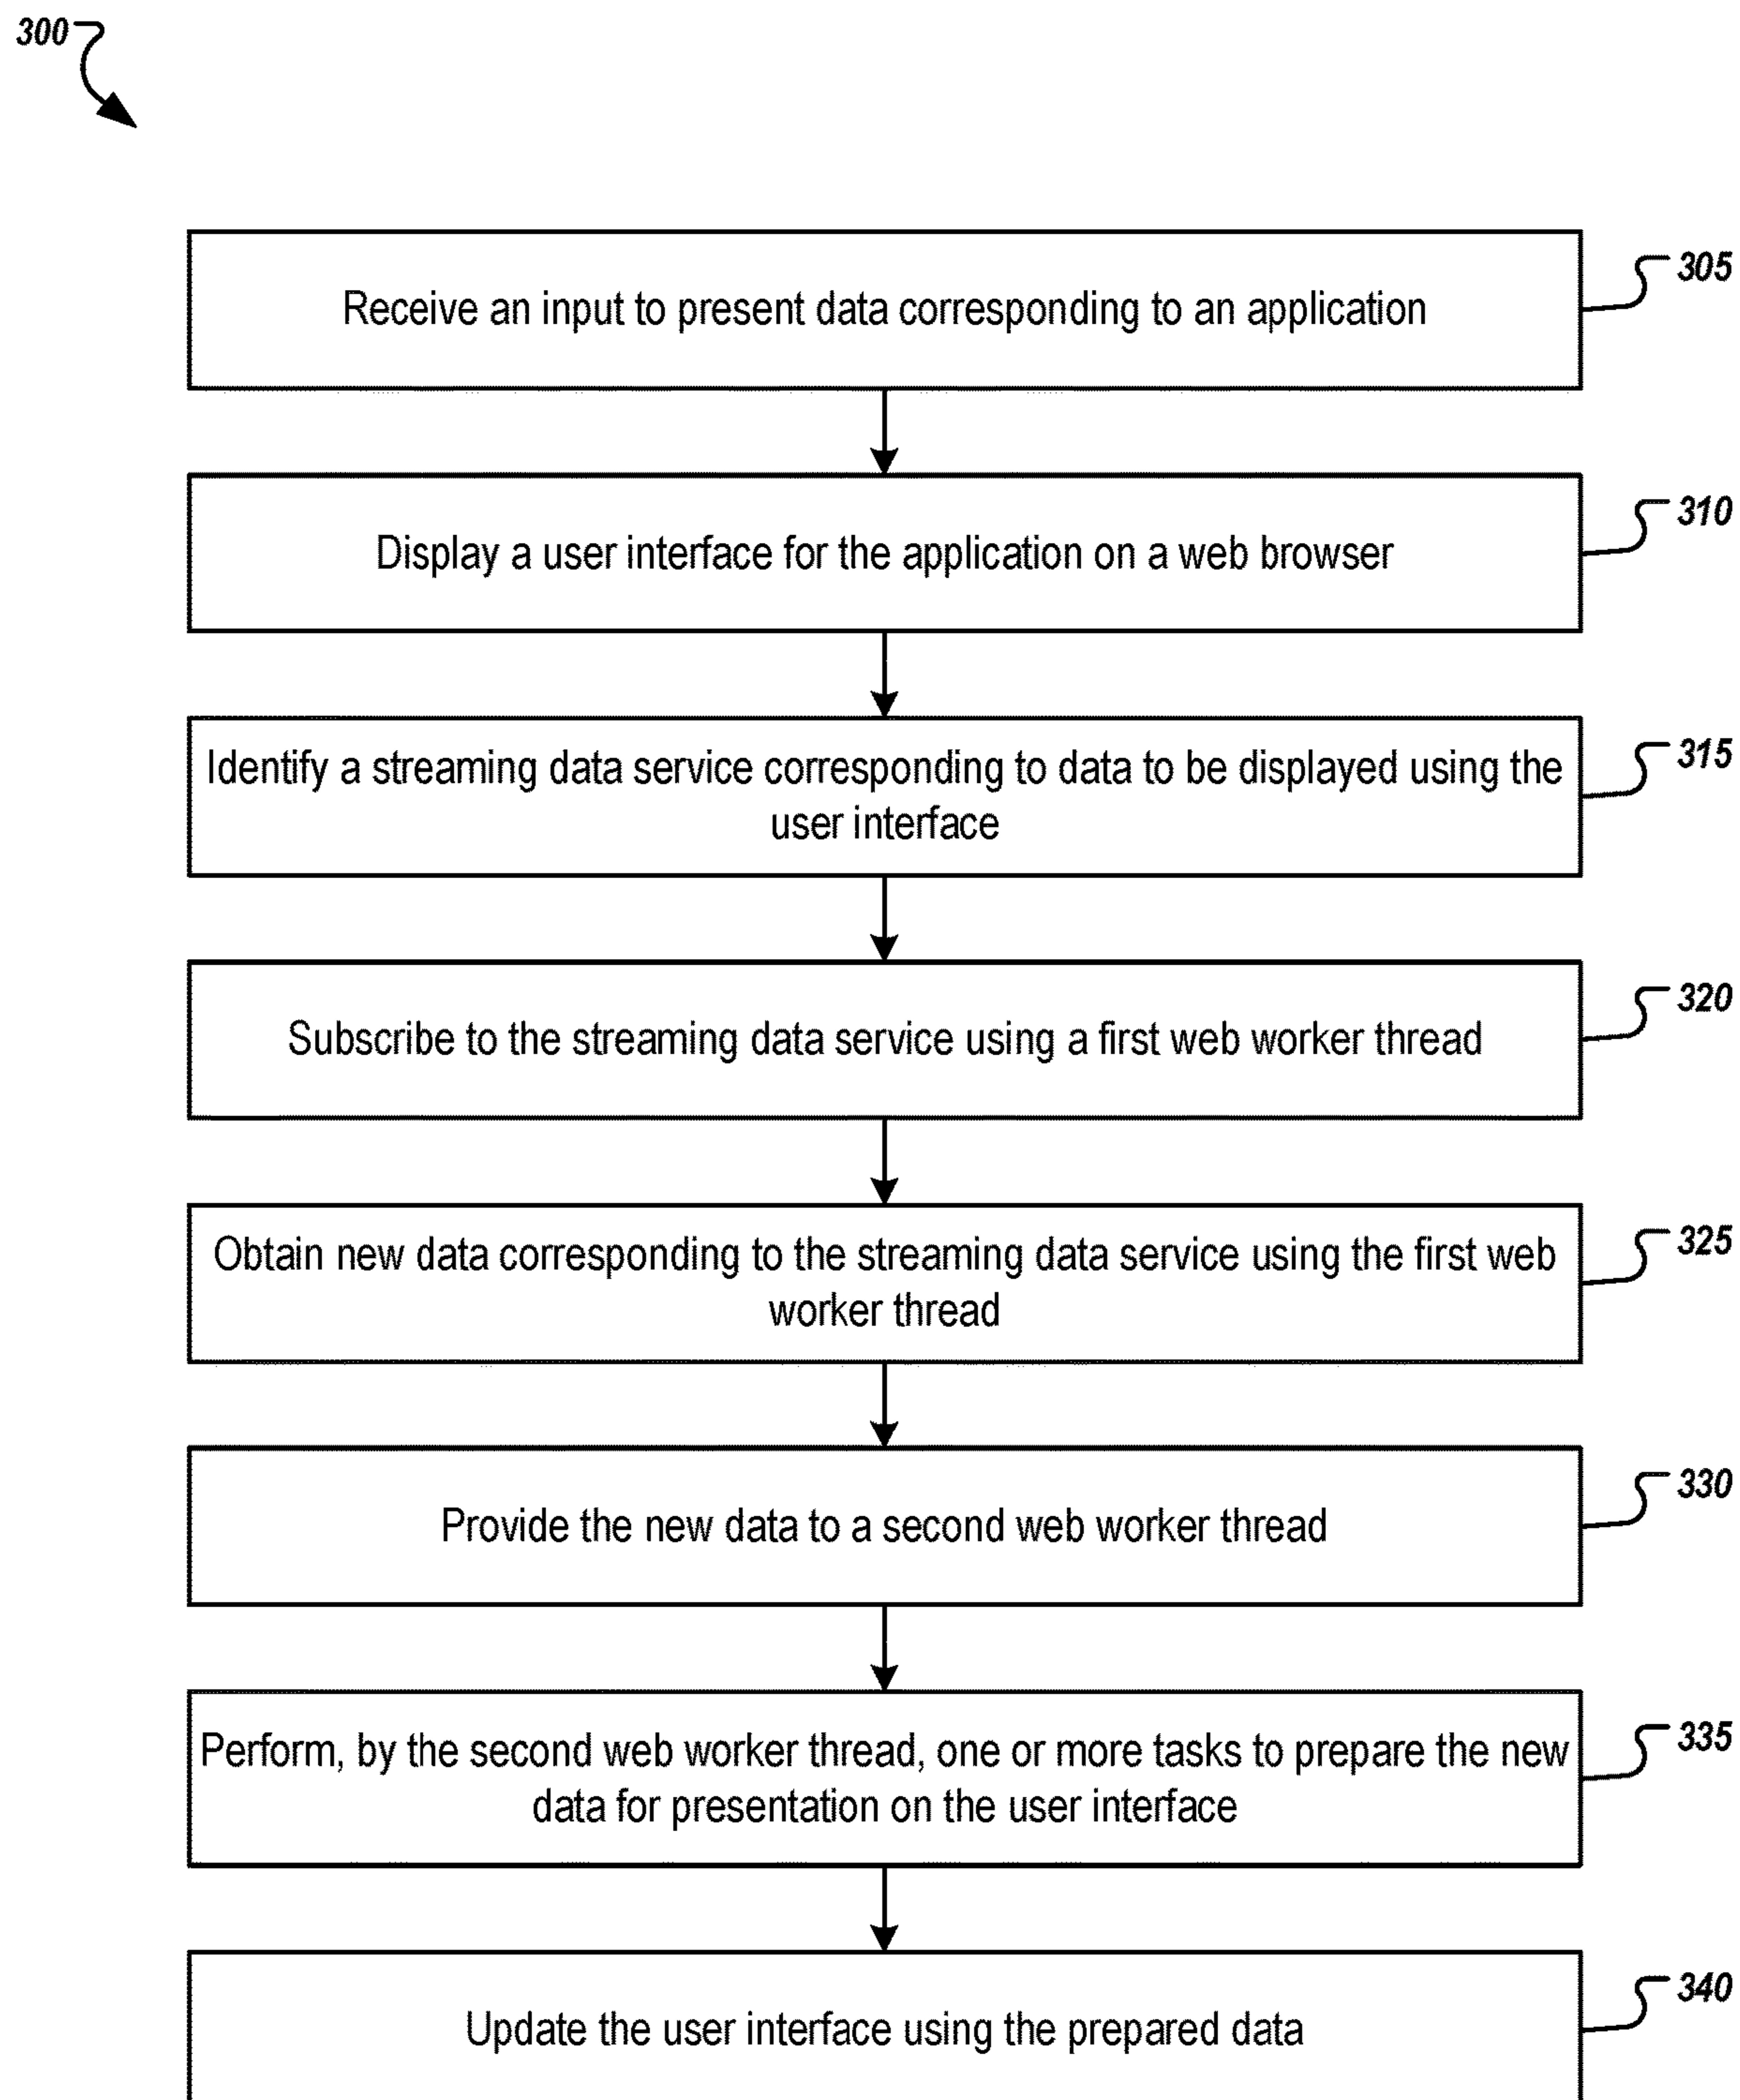 300
Receive an input to present data corresponding to an application
305
Display a user interface for the application on a web browser
310
Identify a streaming data service corresponding to data to be displayed using the
user interface
315
Subscribe to the streaming data service using a first web worker thread
320
Obtain new data corresponding to the streaming data service using the first web
worker thread
325
Provide the new data to a second web worker thread
330
Perform, by the second web worker thread, one or more tasks to prepare the new
data for presentation on the user interface
335
Update the user interface using the prepared data
340